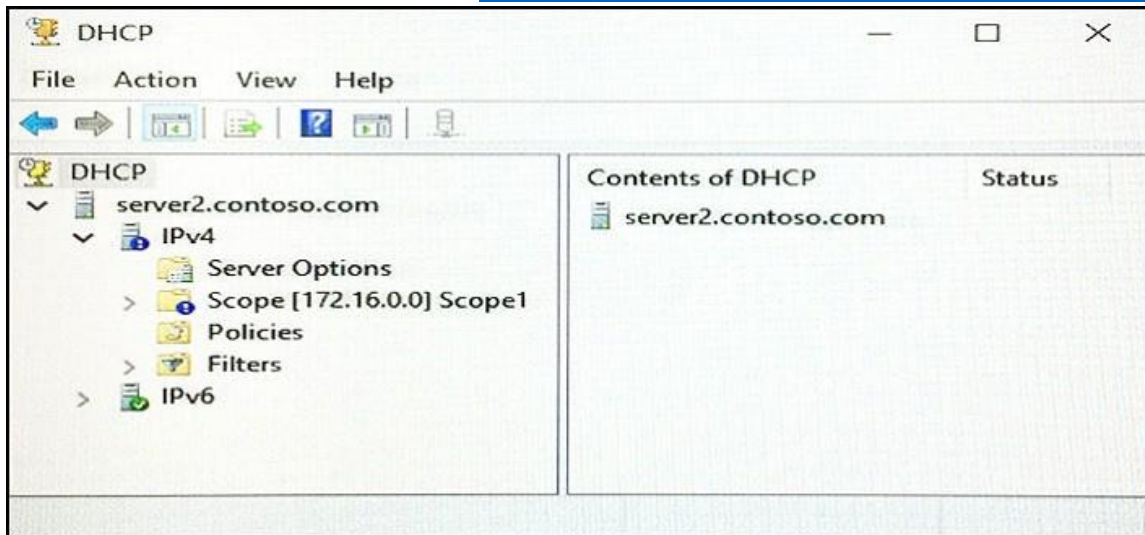 DHCP
File Action View Help
DHCP
server2.contoso.com
IPv4
Server Options
Scope [172.16.0.0] Scope1
Policies
Filters
IPv6
Contents of DHCP Status
server2.contoso.com